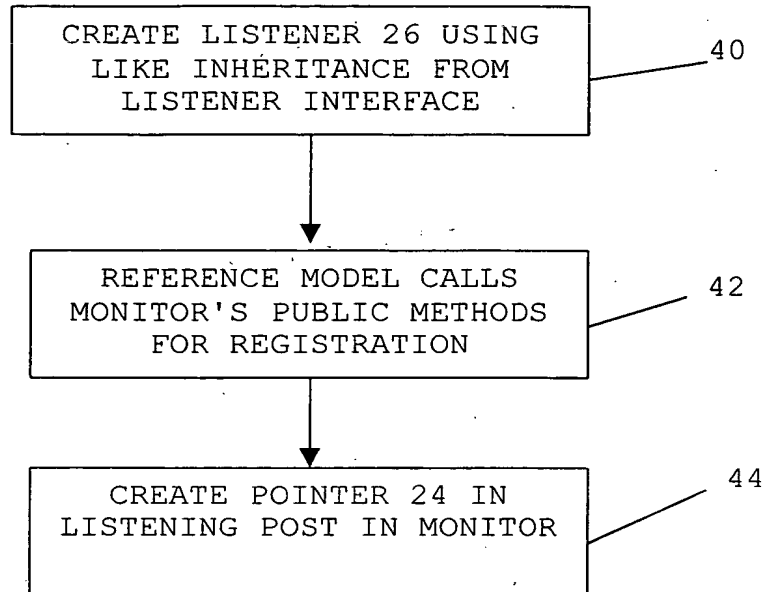 CREATE LISTENER 26 USING
LIKE INHERITANCE FROM
LISTENER INTERFACE
40
REFERENCE MODEL CALLS
MONITOR'S PUBLIC METHODS
FOR REGISTRATION
42
CREATE POINTER 24 IN
LISTENING POST IN MONITOR
44